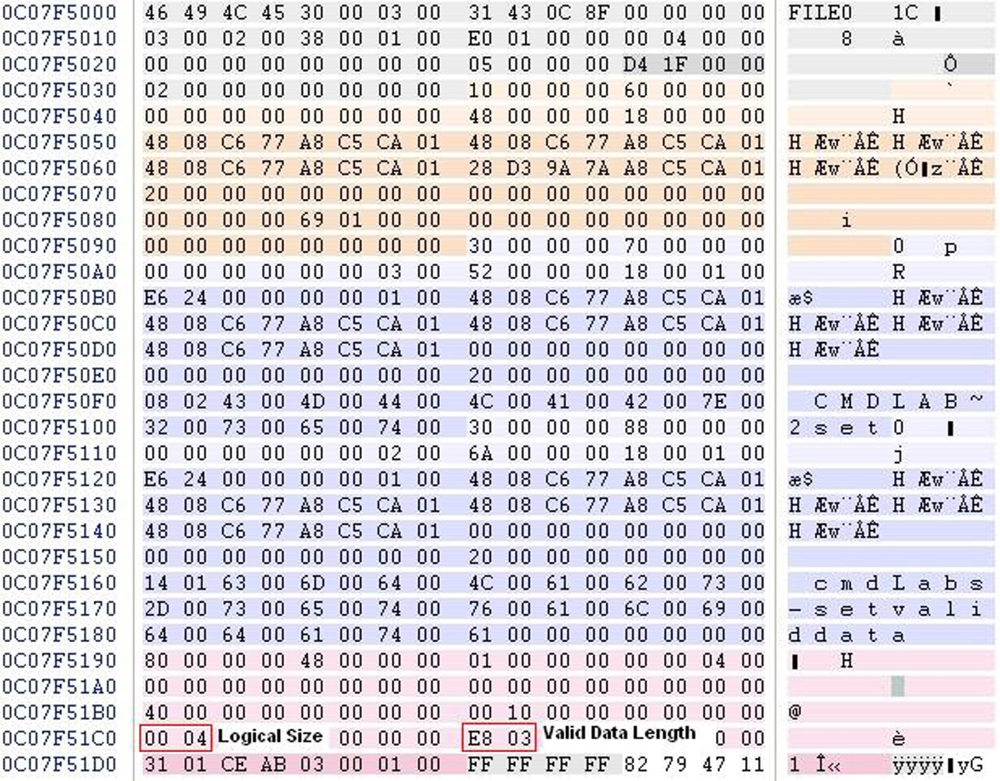 0C07F5000 46 49 4C 45 30 00 03 00 31 43 0C 8F 00 00 00 00 FILE0 1C ▮
0C07F5010 03 00 02 00 38 00 01 00 E0 01 00 00 00 04 00 00 8 à
0C07F5020 00 00 00 00 00 00 00 00 05 00 00 00 D4 1F 00 00 Ô
0C07F5030 02 00 00 00 00 00 00 00 10 00 00 00 60 00 00 00 `
0C07F5040 00 00 00 00 00 00 00 00 48 00 00 00 18 00 00 00 H
0C07F5050 48 08 C6 77 A8 C5 CA 01 48 08 C6 77 A8 C5 CA 01 H Æw¨ÅÊ H Æw¨ÅÊ
0C07F5060 48 08 C6 77 A8 C5 CA 01 28 D3 9A 7A A8 C5 CA 01 H Æw¨ÅÊ (Ó▮z¨ÅÊ
0C07F5070 20 00 00 00 00 00 00 00 00 00 00 00 00 00 00 00
0C07F5080 00 00 00 00 69 01 00 00 00 00 00 00 00 00 00 00 i
0C07F5090 00 00 00 00 00 00 00 00 30 00 00 00 70 00 00 00 0 p
0C07F50A0 00 00 00 00 00 00 03 00 52 00 00 00 18 00 01 00 R
0C07F50B0 E6 24 00 00 00 00 01 00 48 08 C6 77 A8 C5 CA 01 æ$ H Æw¨ÅÊ
0C07F50C0 48 08 C6 77 A8 C5 CA 01 48 08 C6 77 A8 C5 CA 01 H Æw¨ÅÊ H Æw¨ÅÊ
0C07F50D0 48 08 C6 77 A8 C5 CA 01 00 00 00 00 00 00 00 00 H Æw¨ÅÊ
0C07F50E0 00 00 00 00 00 00 00 00 20 00 00 00 00 00 00 00
0C07F50F0 08 02 43 00 4D 00 44 00 4C 00 41 00 42 00 7E 00 C M D L A B ~
0C07F5100 32 00 73 00 65 00 74 00 30 00 00 00 88 00 00 00 2 s e t 0 ▮
0C07F5110 00 00 00 00 00 00 02 00 6A 00 00 00 18 00 01 00 j
0C07F5120 E6 24 00 00 00 00 01 00 48 08 C6 77 A8 C5 CA 01 æ$ H Æw¨ÅÊ
0C07F5130 48 08 C6 77 A8 C5 CA 01 48 08 C6 77 A8 C5 CA 01 H Æw¨ÅÊ H Æw¨ÅÊ
0C07F5140 48 08 C6 77 A8 C5 CA 01 00 00 00 00 00 00 00 00 H Æw¨ÅÊ
0C07F5150 00 00 00 00 00 00 00 00 20 00 00 00 00 00 00 00
0C07F5160 14 01 63 00 6D 00 64 00 4C 00 61 00 62 00 73 00 c m d L a b s
0C07F5170 2D 00 73 00 65 00 74 00 76 00 61 00 6C 00 69 00 - s e t v a l i
0C07F5180 64 00 64 00 61 00 74 00 61 00 00 00 00 00 00 00 d d a t a
0C07F5190 80 00 00 00 48 00 00 00 01 00 00 00 00 00 04 00 ▮ H
0C07F51A0 00 00 00 00 00 00 00 00 00 00 00 00 00 00 00 00
0C07F51B0 40 00 00 00 00 00 00 00 00 10 00 00 00 00 00 00 @
0C07F51C0 00 04 Logical Size 00 00 00 E8 03 Valid Data Length 0 00 è
0C07F51D0 31 01 CE AB 03 00 01 00 FF FF FF FF 82 79 47 11 1 Î« ÿÿÿÿ▮yG